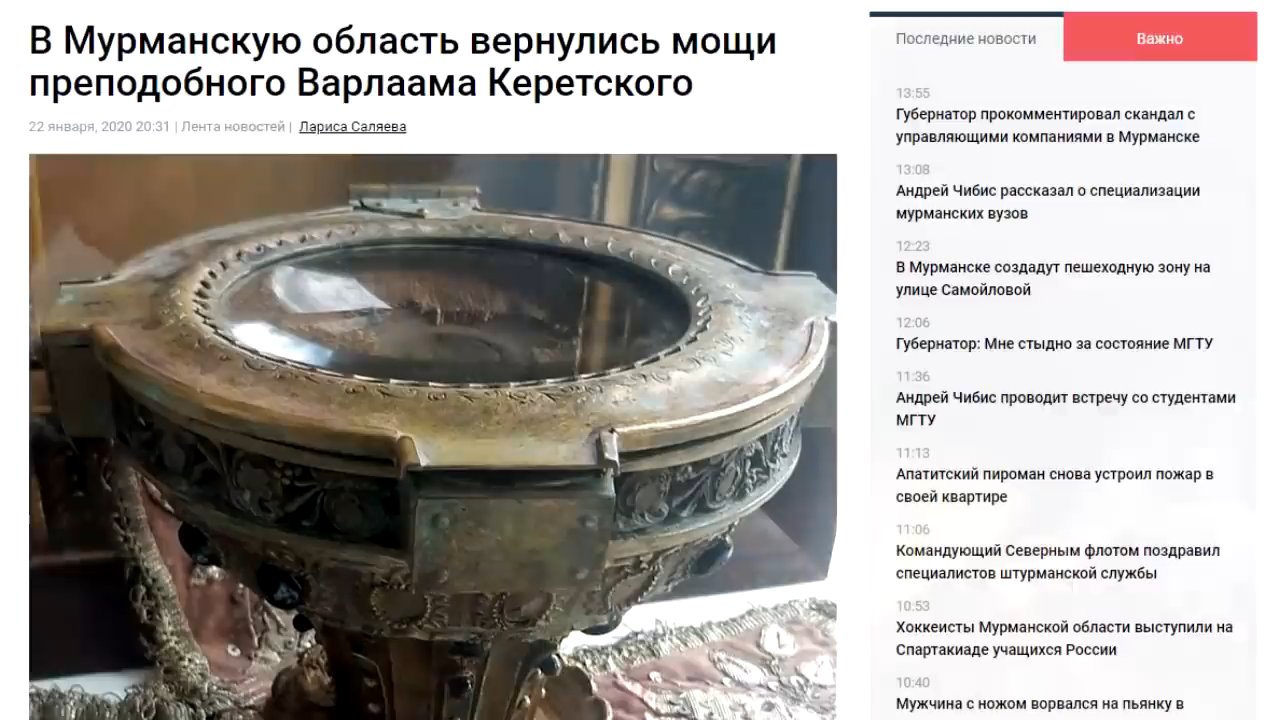 В Мурманскую область вернулись мощи
преподобного Варлаама Керетского
22 января, 2020 20:31 | Лента новостей | Лариса Саляева
Последние новости
Важно
13:55
Губернатор прокомментировал скандал с
управляющими компаниями в Мурманске
13:08
Андрей Чибис рассказал о специализации
мурманских вузов
12:23
В Мурманске создадут пешеходную зону на
улице Самойловой
12:06
Губернатор: Мне стыдно за состояние МГТУ
11:36
Андрей Чибис проводит встречу со студентами
МГТУ
11:13
Апатитский пироман снова устроил пожар в
своей квартире
11:06
Командующий Северным флотом поздравил
специалистов штурманской службы
10:53
Хоккеисты Мурманской области выступили на
Спартакиаде учащихся России
10:40
Мужчина с ножом ворвался на пьянку в